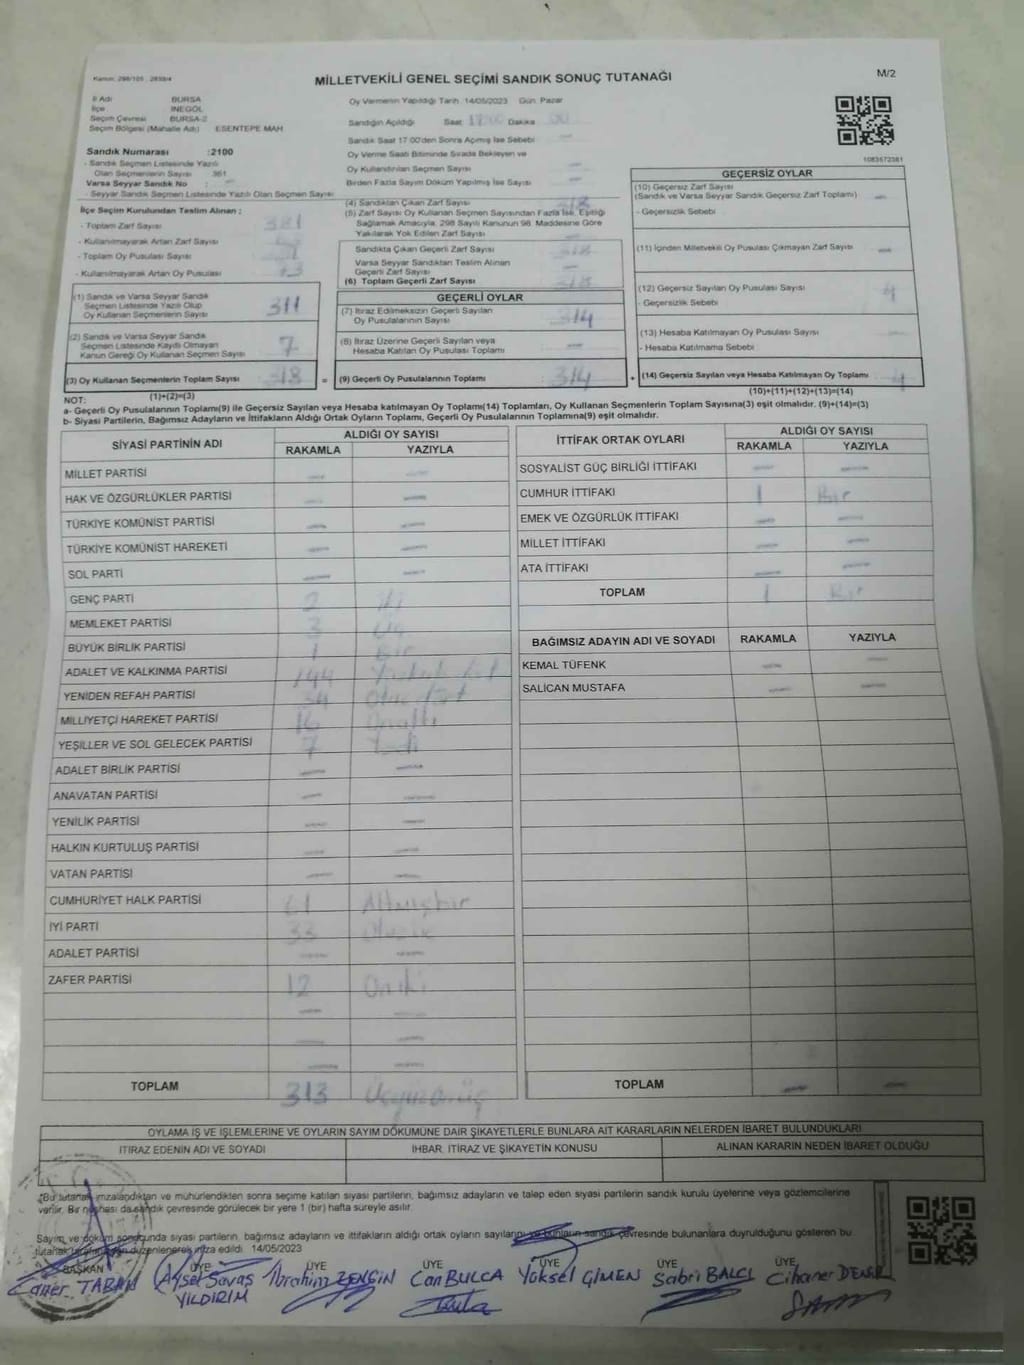 Kanun: 298/105 , 2839/4
MİLLETVEKİLİ GENEL SEÇİMİ SANDIK SONUÇ TUTANAĞI
M/2
İl Adı BURSA
İlçe İNEGÖL
Seçim Çevresi BURSA-2
Seçim Bölgesi (Mahalle Adı) ESENTEPE MAH
Oy Vermenin Yapıldığı Tarih: 14/05/2023 Gün: Pazar
Sandığın Açıldığı Saat Dakika 00
Sandık Saat 17:00'den Sonra Açılmış İse Sebebi —
Oy Verme Saati Bitiminde Sırada Bekleyen ve
Oy Kullandırılan Seçmen Sayısı —
Birden Fazla Sayım Döküm Yapılmış İse Sayısı —
1083572381
Sandık Numarası :2100
- Sandık Seçmen Listesinde Yazılı
Olan Seçmenlerin Sayısı 361
Varsa Seyyar Sandık No : —
- Seyyar Sandık Seçmen Listesinde Yazılı Olan Seçmen Sayısı
İlçe Seçim Kurulundan Teslim Alınan :
- Toplam Zarf Sayısı 381
- Kullanılmayarak Artan Zarf Sayısı
- Toplam Oy Pusulası Sayısı
- Kullanılmayarak Artan Oy Pusulası
(1) Sandık ve Varsa Seyyar Sandık
Seçmen Listesinde Yazılı Olup
Oy Kullanan Seçmenlerin Sayısı 311
(2) Sandık ve Varsa Seyyar Sandık
Seçmen Listesinde Kaydı Olmayan
Kanun Gereği Oy Kullanan Seçmen Sayısı 7
(3) Oy Kullanan Seçmenlerin Toplam Sayısı 318
(1)+(2)=(3)
(4) Sandıktan Çıkan Zarf Sayısı 318
(5) Zarf Sayısı Oy Kullanan Seçmen Sayısından Fazla İse, Eşitliği
Sağlamak Amacıyla, 298 Sayılı Kanunun 98. Maddesine Göre
Yakılarak Yok Edilen Zarf Sayısı —
Sandıkta Çıkan Geçerli Zarf Sayısı 318
Varsa Seyyar Sandıktan Teslim Alınan
Geçerli Zarf Sayısı —
(6) Toplam Geçerli Zarf Sayısı 318
GEÇERLİ OYLAR
(7) İtiraz Edilmeksizin Geçerli Sayılan
Oy Pusulalarının Sayısı 314
(8) İtiraz Üzerine Geçerli Sayılan veya
Hesaba Katılan Oy Pusulası Toplamı —
= (9) Geçerli Oy Pusulalarının Toplamı : 314
GEÇERSİZ OYLAR
(10) Geçersiz Zarf Sayısı
(Sandık ve Varsa Seyyar Sandık Geçersiz Zarf Toplamı) —
- Geçersizlik Sebebi
(11) İçinden Milletvekili Oy Pusulası Çıkmayan Zarf Sayısı —
(12) Geçersiz Sayılan Oy Pusulası Sayısı 4
- Geçersizlik Sebebi
(13) Hesaba Katılmayan Oy Pusulası Sayısı
- Hesaba Katılmama Sebebi
+ (14) Geçersiz Sayılan veya Hesaba Katılmayan Oy Toplamı 4
(10)+(11)+(12)+(13)=(14)
NOT:
a- Geçerli Oy Pusulalarının Toplamı(9) ile Geçersiz Sayılan veya Hesaba katılmayan Oy Toplamı(14) Toplamları, Oy Kullanan Seçmenlerin Toplam Sayısına(3) eşit olmalıdır. (9)+(14)=(3)
b- Siyasi Partilerin, Bağımsız Adayların ve İttifakların Aldığı Ortak Oyların Toplamı, Geçerli Oy Pusulalarının Toplamına(9) eşit olmalıdır.
SİYASİ PARTİNİN ADI ALDIĞI OY SAYISI
RAKAMLA YAZIYLA
MİLLET PARTİSİ — —
HAK VE ÖZGÜRLÜKLER PARTİSİ — —
TÜRKİYE KOMÜNİST PARTİSİ — —
TÜRKİYE KOMÜNİST HAREKETİ — —
SOL PARTİ — —
GENÇ PARTİ 2 iki
MEMLEKET PARTİSİ 3 Üç
BÜYÜK BİRLİK PARTİSİ 1 Bir
ADALET VE KALKINMA PARTİSİ 144
YENİDEN REFAH PARTİSİ 34 Otuzdört
MİLLİYETÇİ HAREKET PARTİSİ 16 Onaltı
YEŞİLLER VE SOL GELECEK PARTİSİ 7 Yedi
ADALET BİRLİK PARTİSİ — —
ANAVATAN PARTİSİ — —
YENİLİK PARTİSİ — —
HALKIN KURTULUŞ PARTİSİ — —
VATAN PARTİSİ — —
CUMHURİYET HALK PARTİSİ 61 Altmışbir
İYİ PARTİ 33 Otuzüç
ADALET PARTİSİ — —
ZAFER PARTİSİ 12 Oniki
TOPLAM 313 Üçyüzonüç
İTTİFAK ORTAK OYLARI ALDIĞI OY SAYISI
RAKAMLA YAZIYLA
SOSYALİST GÜÇ BİRLİĞİ İTTİFAKI — —
CUMHUR İTTİFAKI 1 Bir
EMEK VE ÖZGÜRLÜK İTTİFAKI — —
MİLLET İTTİFAKI — —
ATA İTTİFAKI — —
TOPLAM 1 Bir
BAĞIMSIZ ADAYIN ADI VE SOYADI RAKAMLA YAZIYLA
KEMAL TÜFENK — —
SALİCAN MUSTAFA — —
TOPLAM — —
OYLAMA İŞ VE İŞLEMLERİNE VE OYLARIN SAYIM DÖKÜMÜNE DAİR ŞİKAYETLERLE BUNLARA AİT KARARLARIN NELERDEN İBARET BULUNDUKLARI
İTİRAZ EDENİN ADI VE SOYADI İHBAR, İTİRAZ VE ŞİKAYETİN KONUSU ALINAN KARARIN NEDEN İBARET OLDUĞU
*Bu tutanak imzalandıktan ve mühürlendikten sonra seçime katılan siyasi partilerin, bağımsız adayların ve talep eden siyasi partilerin sandık kurulu üyelerine veya gözlemcilerine
verilir. Bir nüshası da sandık çevresinde görülecek bir yere 1 (bir) hafta süreyle asılır.
Sayım ve döküm sonucunda siyasi partilerin, bağımsız adayların ve ittifakların aldığı ortak oyların sayıları bunların sandık çevresinde bulunanlara duyrulduğunu gösteren bu
tutanak tarafımızdan düzenlenerek imza edildi. 14/05/2023
BAŞKAN ÜYE ÜYE ÜYE ÜYE ÜYE ÜYE
Caner TABAN Aysel Savaş İbrahim ZENGİN Can BULCA Yüksel ÇİMEN Sabri BALCI Cihaner DENİZ
YILDIRIM